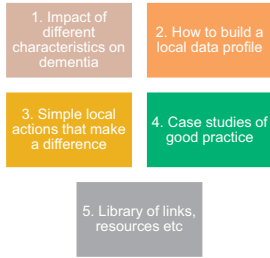 1. Impact of
different
characteristics on
dementia
2. How to build a
local data profile
3. Simple local
actions that make
a difference
4. Case studies of
good practice
5. Library of links,
resources etc